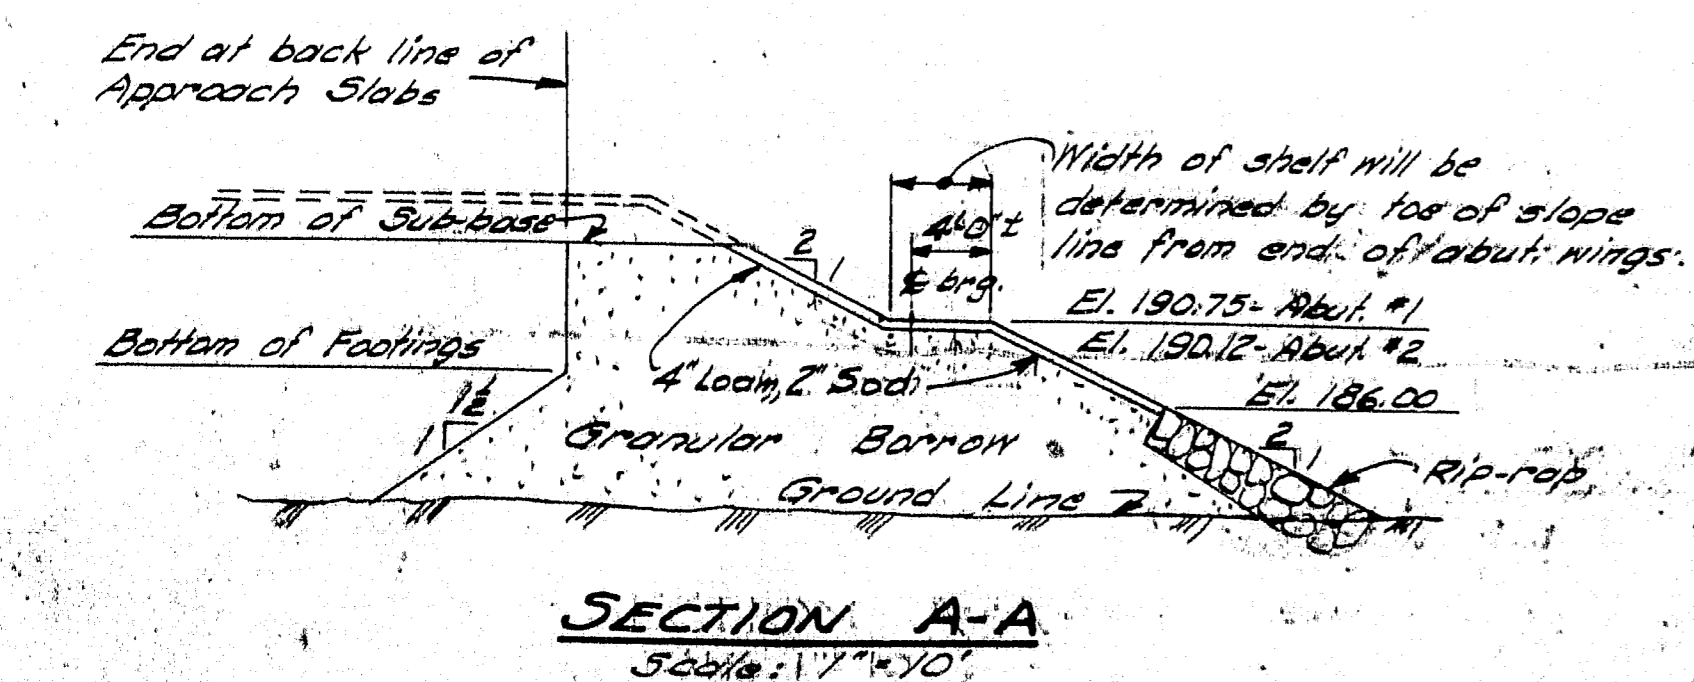 End at back line of
Approach Slabs
Width of shelf will be
determined by toe of slope
line from end of abut. wings.
Bottom of Sub-base
2
1
4'-0"±
℄ brg.
El. 190.75 - Abut. #1
El. 190.12 - Abut. #2
Bottom of Footings
4" Loam, 2" Sod
El. 186.00
1½
1
Granular Borrow
2
1
Rip-rap
Ground Line
SECTION A-A
Scale: 1" = 10'